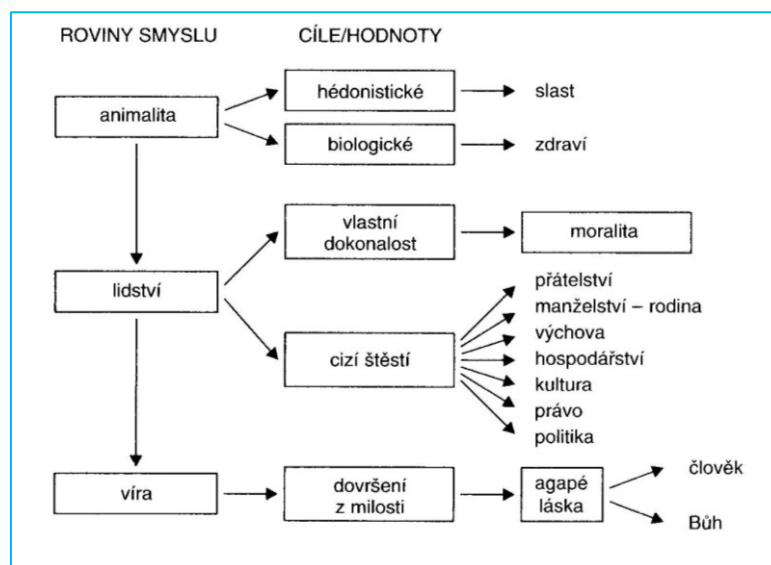 ROVINY SMYSLU
CÍLE/HODNOTY
animalita
hédonistické
slast
biologické
zdraví
lidství
vlastní
dokonalost
moralita
cizí štěstí
přátelství
manželství – rodina
výchova
hospodářství
kultura
právo
politika
víra
dovršení
z milosti
agapé
láska
člověk
Bůh